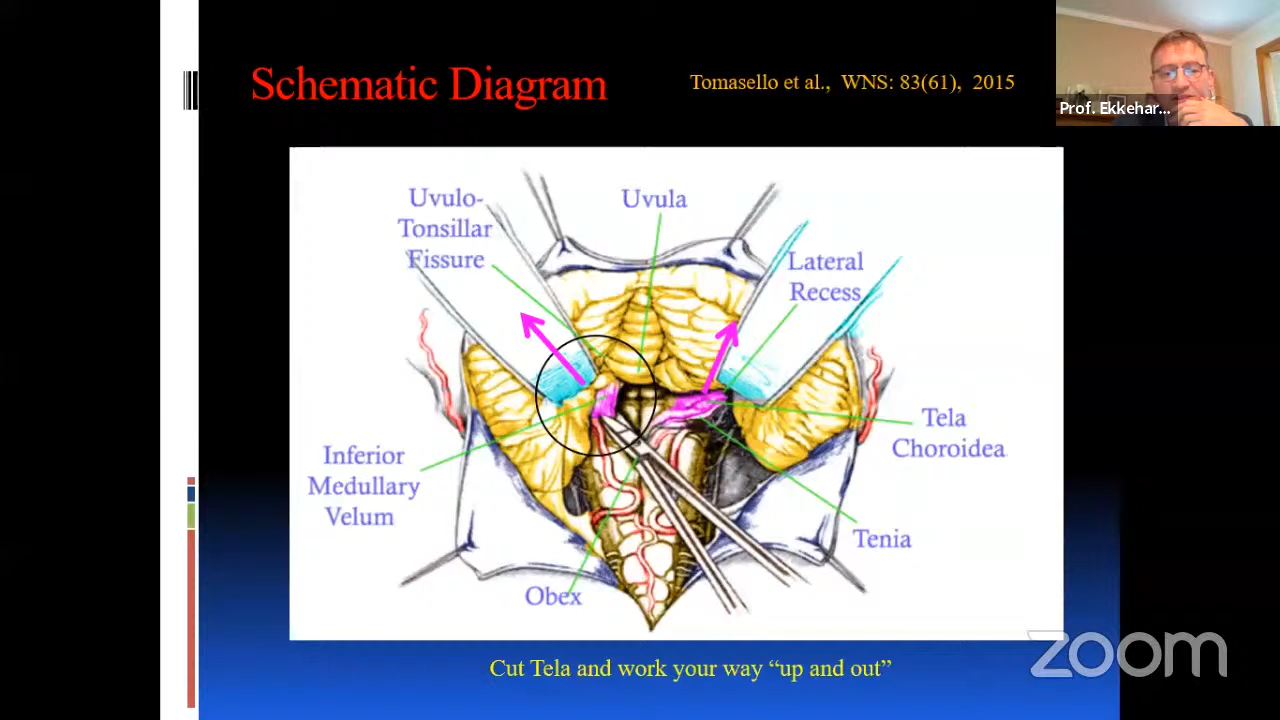 Schematic Diagram
Tomasello et al., WNS: 83(61), 2015
Prof. Ekkehar...
Uvulo-
Tonsillar
Fissure
Uvula
Lateral
Recess
Tela
Choroidea
Inferior
Medullary
Velum
Tenia
Obex
Cut Tela and work your way “up and out”
zoom